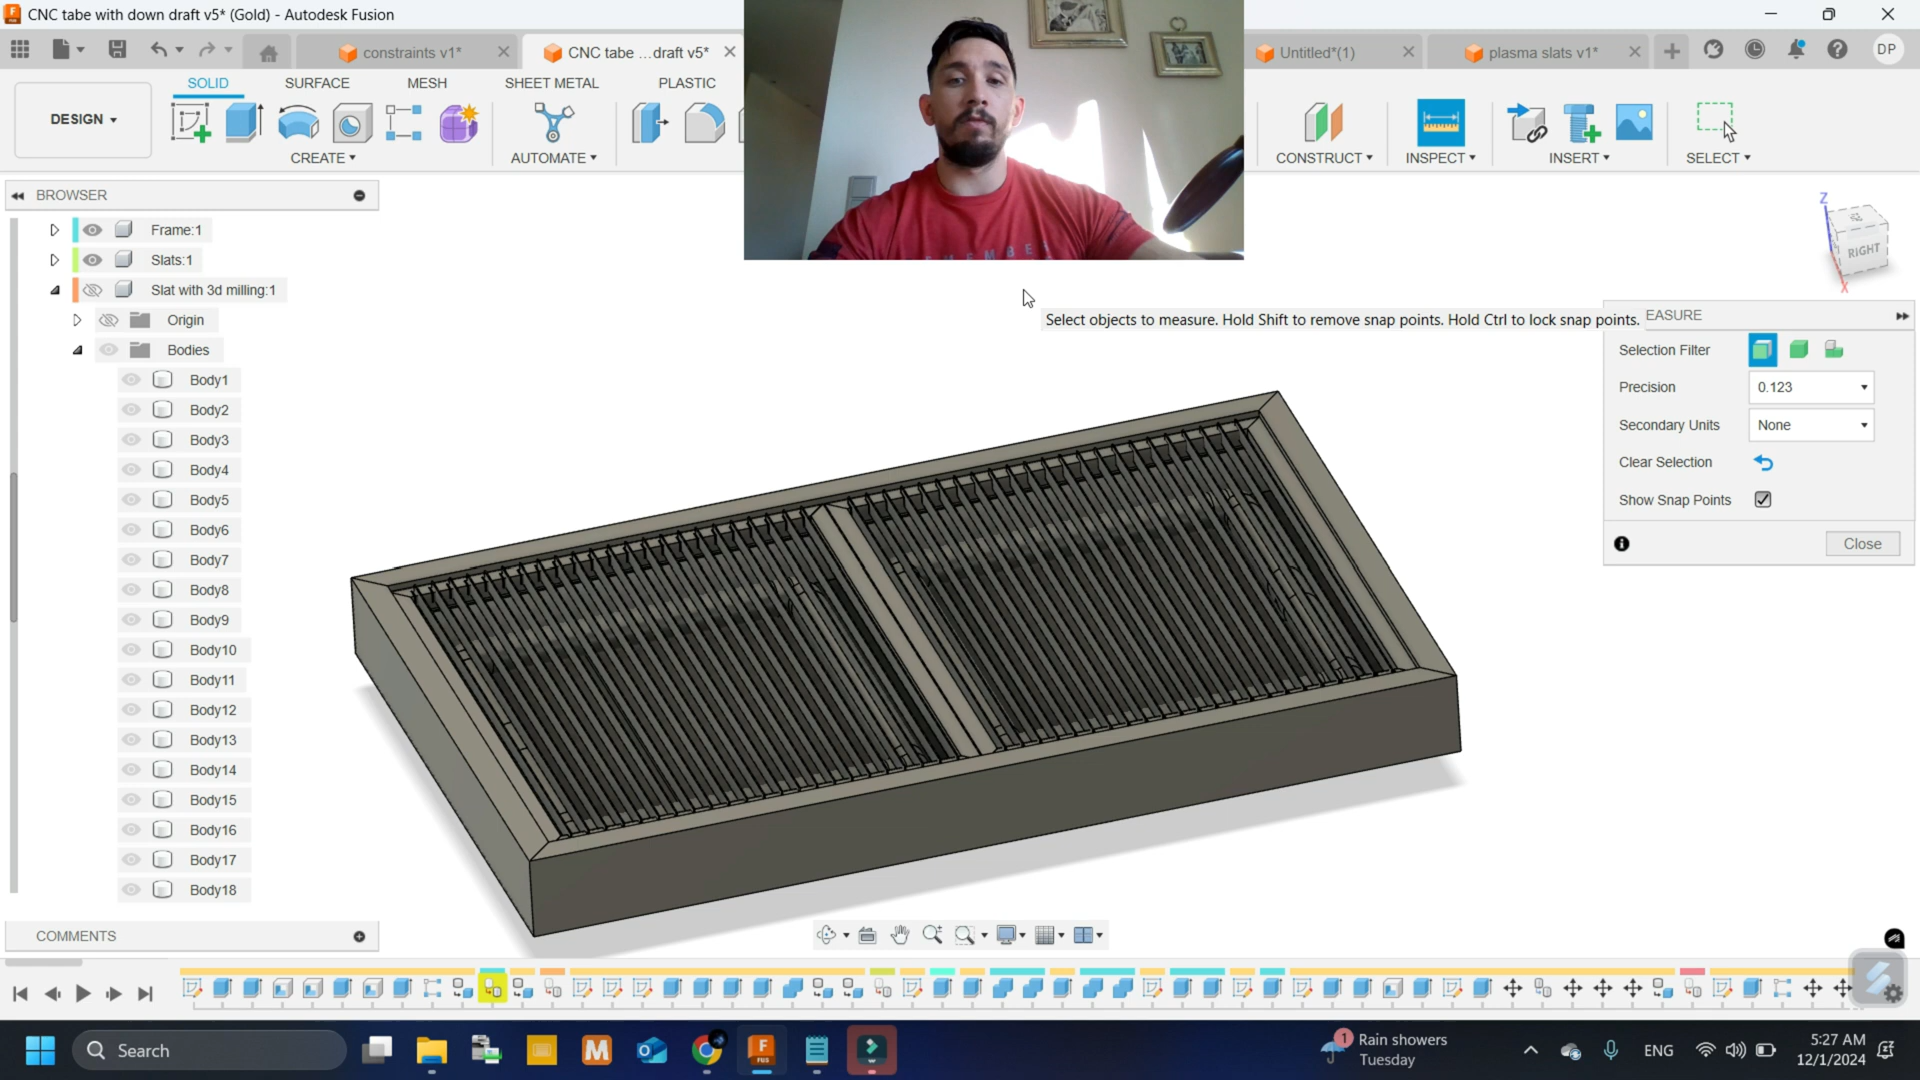 CNC tabe with down draft v5* (Gold) - Autodesk Fusion
constraints v1*
CNC tabe ...draft v5*
Untitled*(1)
plasma slats v1*
DP
DESIGN
SOLID
SURFACE
MESH
SHEET METAL
PLASTIC
CREATE
AUTOMATE
CONSTRUCT
INSPECT
INSERT
SELECT
BROWSER
Frame:1
Slats:1
Slat with 3d milling:1
Origin
Bodies
Body1
Body2
Body3
Body4
Body5
Body6
Body7
Body8
Body9
Body10
Body11
Body12
Body13
Body14
Body15
Body16
Body17
Body18
COMMENTS
Z
RIGHT
X
Select objects to measure. Hold Shift to remove snap points. Hold Ctrl to lock snap points.
EASURE
Selection Filter
Precision
0.123
Secondary Units
None
Clear Selection
Show Snap Points
Close
Search
1
Rain showers
Tuesday
ENG
5:27 AM
12/1/2024